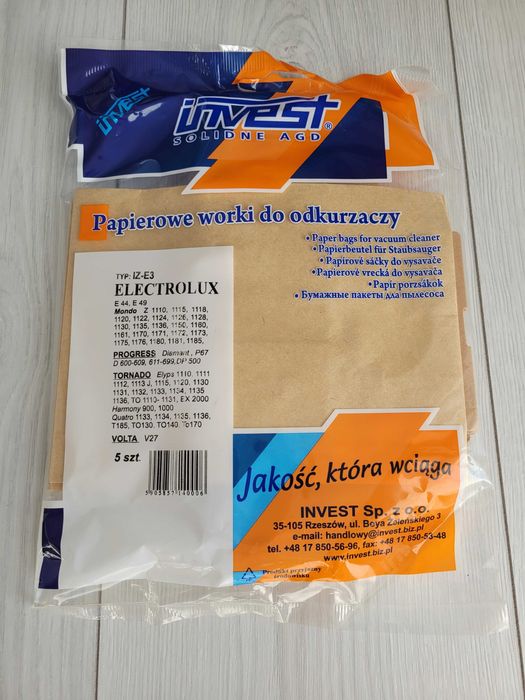 invest
invest®
SOLIDNE AGD
Papierowe worki do odkurzaczy
• Paper bags for vacuum cleaner
• Papierbeutel für Staubsauger
• Papírové sáčky do vysavače
• Papierové vrecká do vysávača
• Papír porzsákok
• Бумажные пакеты для пылесоса
TYP: IZ-E3
ELECTROLUX
E 44, E 49
Mondo Z 1110, 1115, 1118,
1120, 1122, 1124, 1126, 1128,
1130, 1135, 1136, 1150, 1160,
1161, 1170, 1171, 1172, 1173,
1175, 1176, 1180, 1181, 1185,
PROGRESS Diamant, P67
D 600-609, 611-699, DP 500
TORNADO Elyps 1110, 1111
1112, 1113 J, 1115, 1120, 1130
1131, 1132, 1133, 1134, 1135
1136, TO 1110- 1131, EX 2000
Harmony 900, 1000
Quatro 1133, 1134, 1135, 1136,
T185, TO130, TO140, To170
VOLTA V27
5 szt.
5905857140006
Jakość, która wciąga
INVEST Sp. z o.o.
35-105 Rzeszów, ul. Boya Żeleńskiego 3
e-mail: handlowy@invest.biz.pl
tel. +48 17 850-56-96, fax: +48 17 850-53-48
www.invest.biz.pl
Produkt przyjazny
środowisku